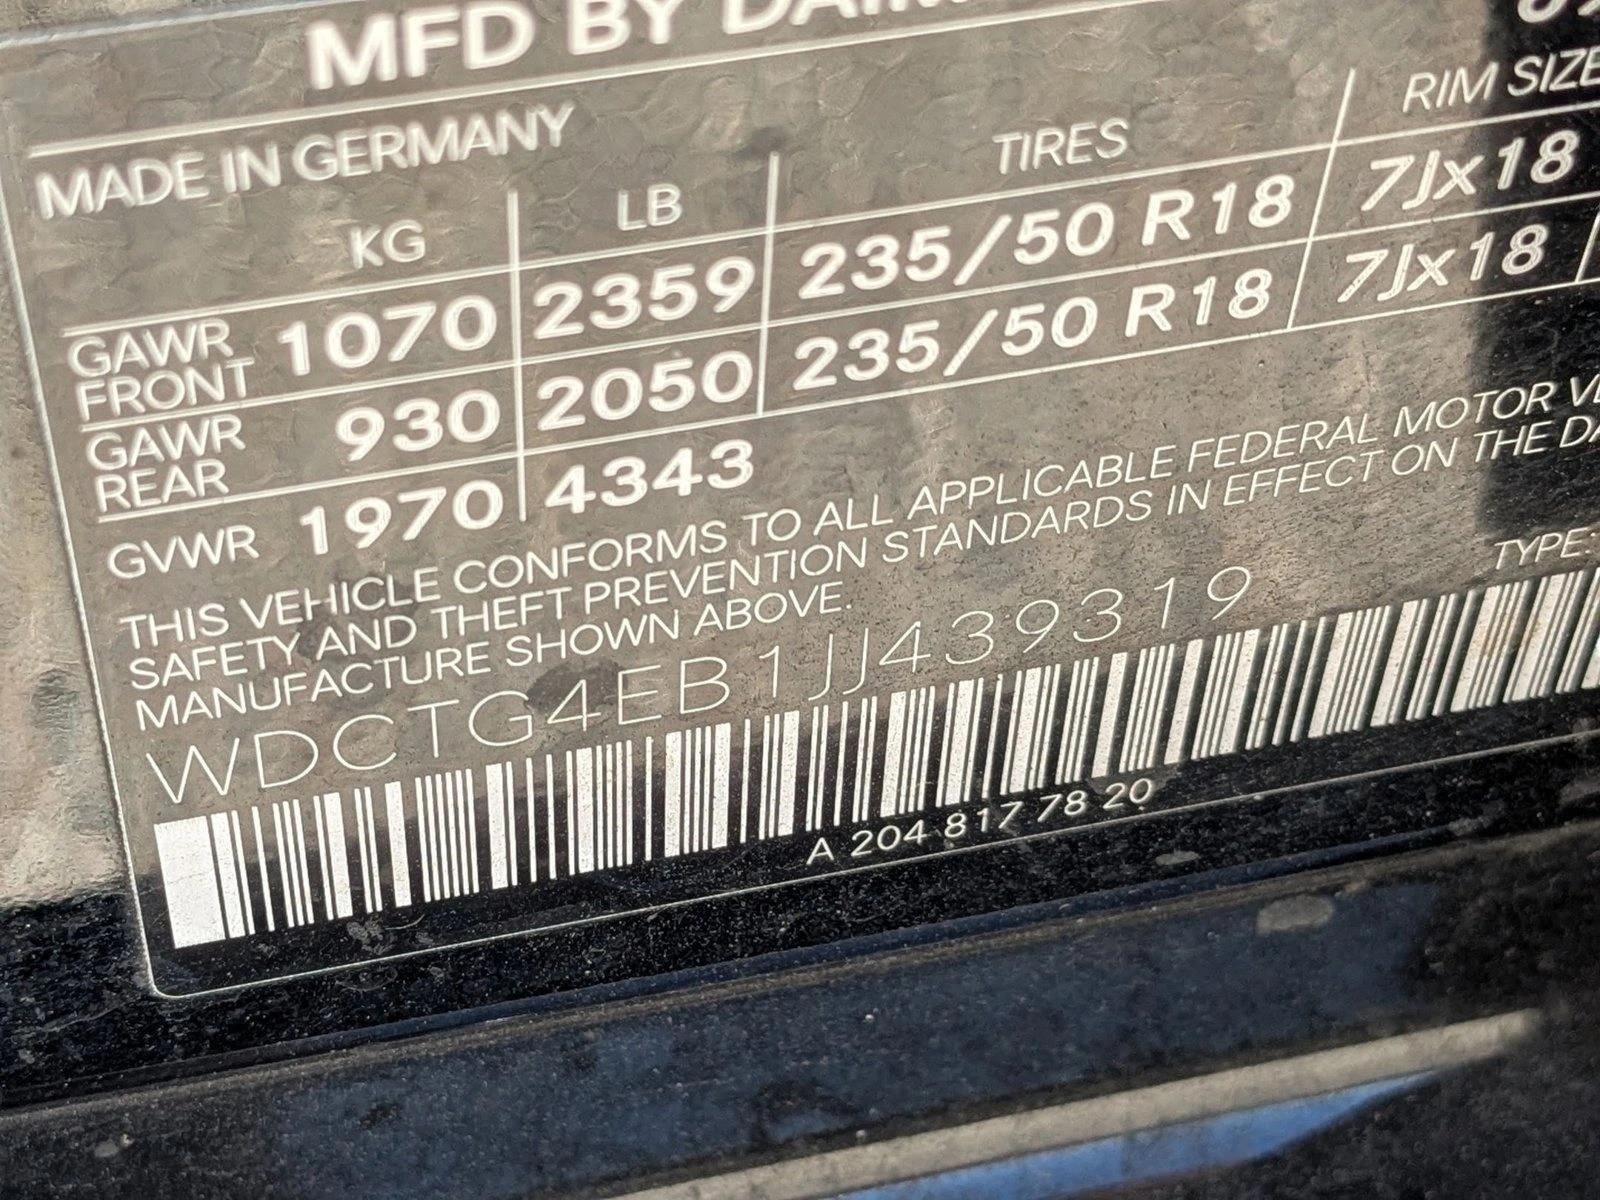 MFD BY
MADE IN GERMANY
KG LB TIRES RIM SIZE
GAWR FRONT 1070 2359 235/50 R18 7Jx18
GAWR REAR 930 2050 235/50 R18 7Jx18
GVWR 1970 4343
THIS VEHICLE CONFORMS TO ALL APPLICABLE FEDERAL MOTOR
SAFETY AND THEFT PREVENTION STANDARDS IN EFFECT ON THE
MANUFACTURE SHOWN ABOVE.
TYPE:
WDCTG4EB1JJ439319
A 204 817 78 20